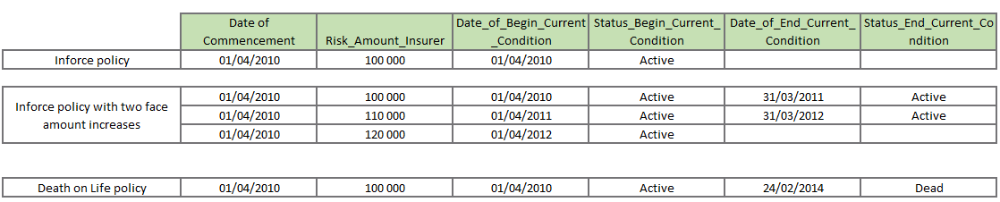 Date of Commencement Risk_Amount_Insurer Date_of_Begin_Current_Condition Status_Begin_Current_Condition Date_of_End_Current_Condition Status_End_Current_Condition
Inforce policy 01/04/2010 100 000 01/04/2010 Active
Inforce policy with two face amount increases 01/04/2010 100 000 01/04/2010 Active 31/03/2011 Active
01/04/2010 110 000 01/04/2011 Active 31/03/2012 Active
01/04/2010 120 000 01/04/2012 Active
Death on Life policy 01/04/2010 100 000 01/04/2010 Active 24/02/2014 Dead